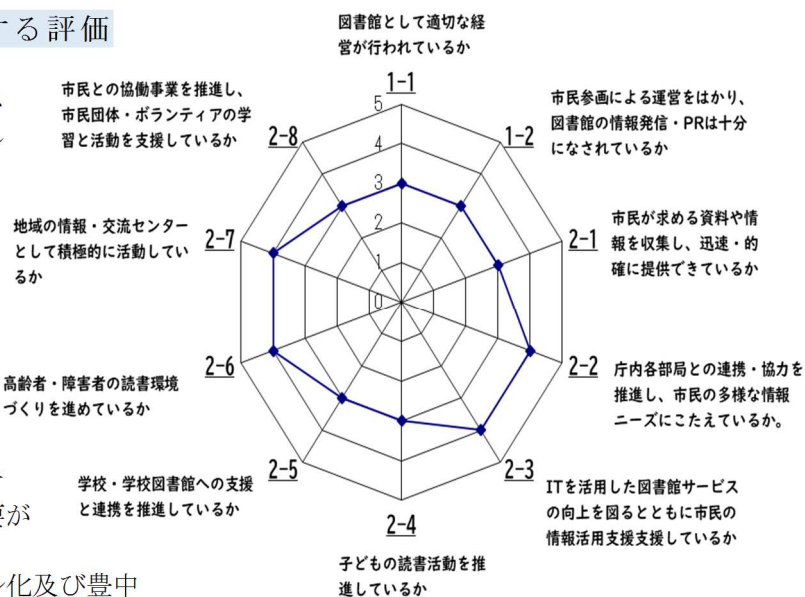 する評価
図書館として適切な経
営が行われているか
1-1
市民との協働事業を推進し、
市民団体・ボランティアの学
習と活動を支援しているか
2-8
市民参画による運営をはかり、
図書館の情報発信・PRは十分
になされているか
1-2
5
4
3
2
1
0
地域の情報・交流センター
として積極的に活動してい
るか
2-7
市民が求める資料や情
報を収集し、迅速・的
確に提供できているか
2-1
高齢者・障害者の読書環境
づくりを進めているか
2-6
庁内各部局との連携・協力を
推進し、市民の多様な情報
ニーズにこたえているか。
2-2
学校・学校図書館への支援
と連携を推進しているか
2-5
ITを活用した図書館サービス
の向上を図るとともに市民の
情報活用支援支援しているか
2-3
2-4
子どもの読書活動を推
進しているか
が
化及び豊中